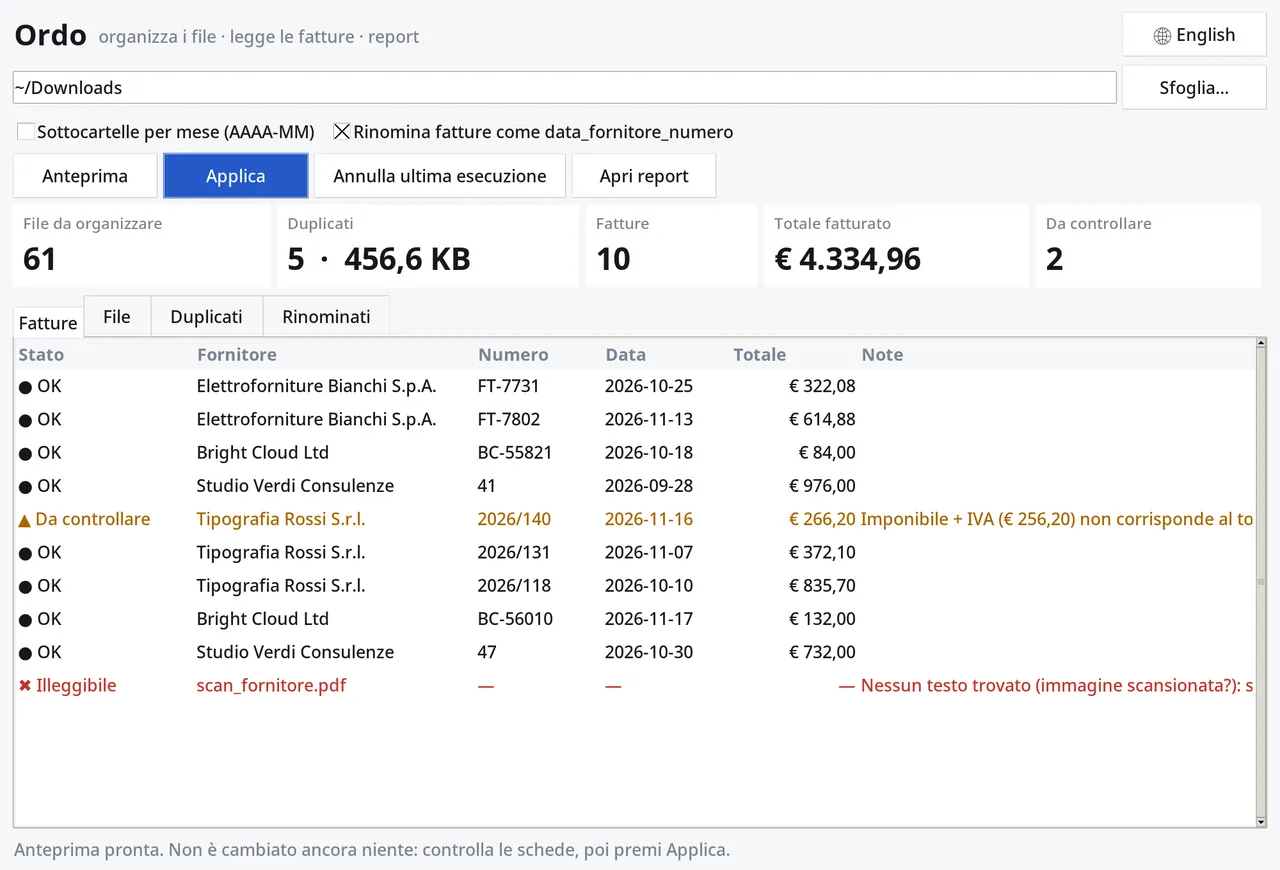 Ordo organizza i file · legge le fatture · report
English
~/Downloads
Sfoglia...
Sottocartelle per mese (AAAA-MM) Rinomina fatture come data_fornitore_numero
Anteprima Applica Annulla ultima esecuzione Apri report
File da organizzare Duplicati Fatture Totale fatturato Da controllare
61 5 · 456,6 KB 10 € 4.334,96 2
Fatture File Duplicati Rinominati
Stato Fornitore Numero Data Totale Note
OK Elettroforniture Bianchi S.p.A. FT-7731 2026-10-25 € 322,08
OK Elettroforniture Bianchi S.p.A. FT-7802 2026-11-13 € 614,88
OK Bright Cloud Ltd BC-55821 2026-10-18 € 84,00
OK Studio Verdi Consulenze 41 2026-09-28 € 976,00
Da controllare Tipografia Rossi S.r.l. 2026/140 2026-11-16 € 266,20 Imponibile + IVA (€ 256,20) non corrisponde al to
OK Tipografia Rossi S.r.l. 2026/131 2026-11-07 € 372,10
OK Tipografia Rossi S.r.l. 2026/118 2026-10-10 € 835,70
OK Bright Cloud Ltd BC-56010 2026-11-17 € 132,00
OK Studio Verdi Consulenze 47 2026-10-30 € 732,00
Illeggibile scan_fornitore.pdf — — — Nessun testo trovato (immagine scansionata?): s
Anteprima pronta. Non è cambiato ancora niente: controlla le schede, poi premi Applica.